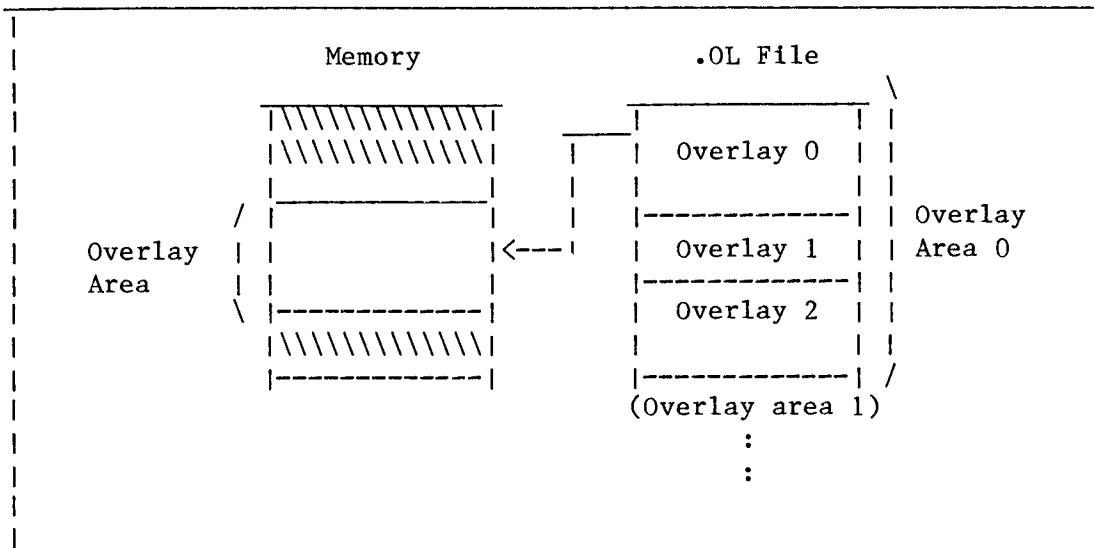 Memory .OL File
Overlay 0
Overlay Area
Overlay 1
Overlay Area 0
Overlay 2
(Overlay area 1)
:
: